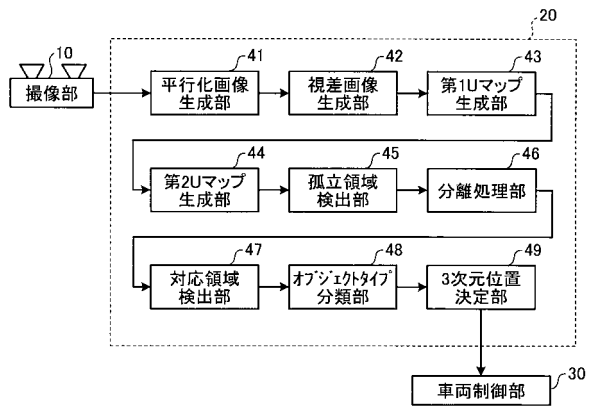 20
10
撮像部
41
平行化画像
生成部
42
視差画像
生成部
43
第1Uマップ
生成部
44
第2Uマップ
生成部
45
孤立領域
検出部
46
分離処理部
47
対応領域
検出部
48
オブジェクトタイプ
分類部
49
3次元位置
決定部
30
車両制御部